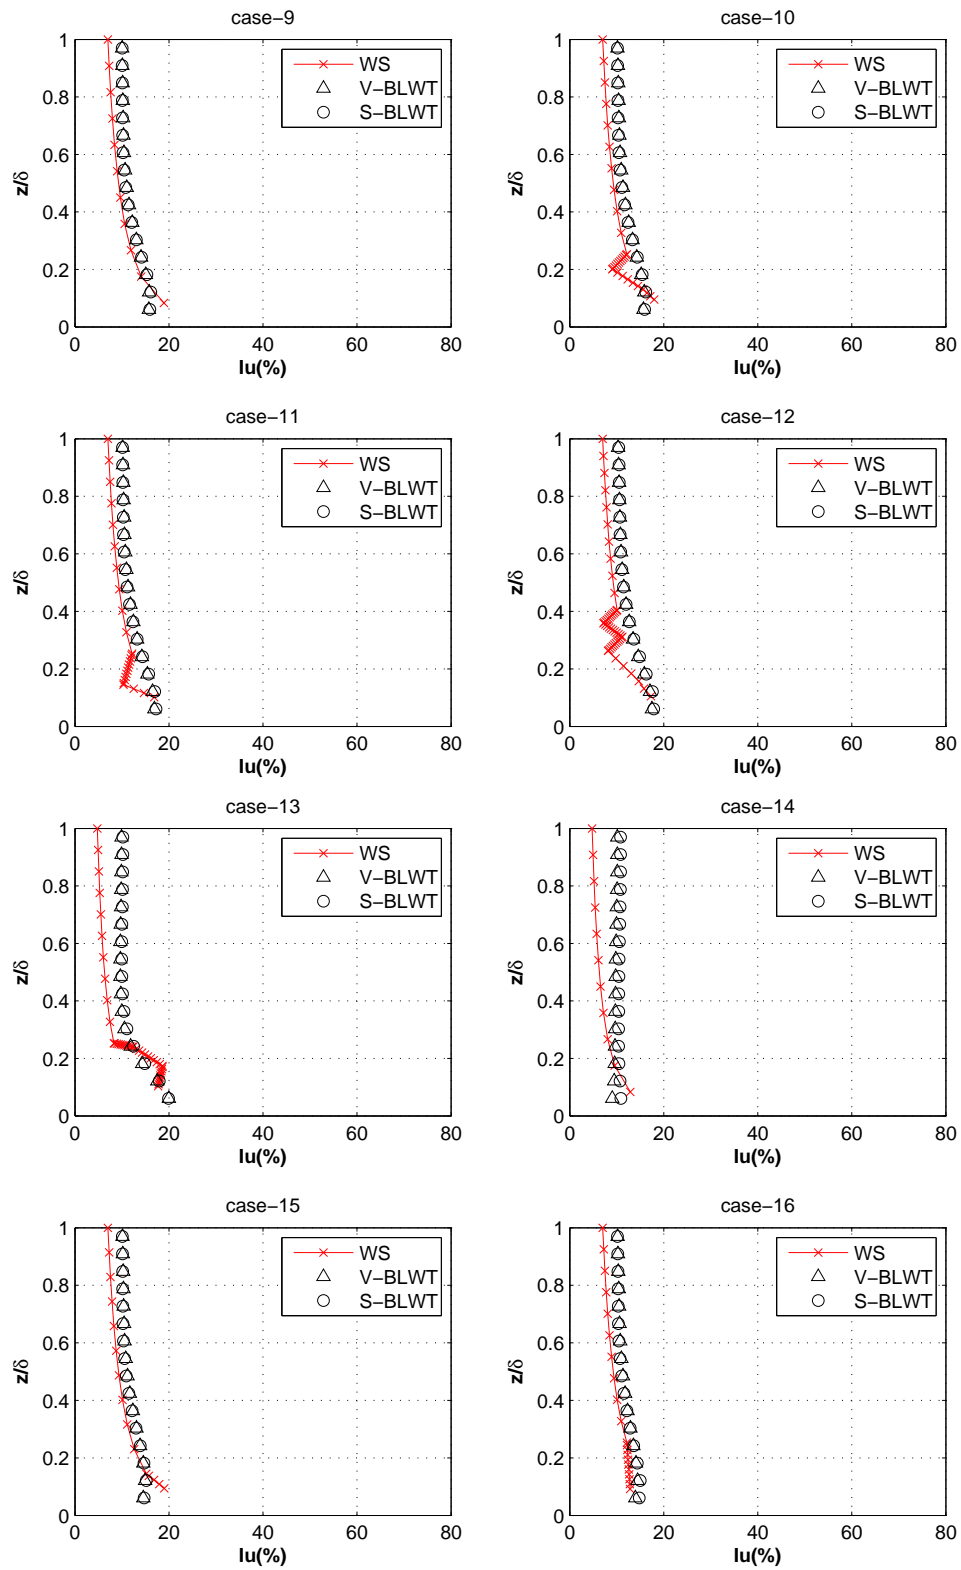 case-9
1
0.8
0.6
0.4
0.2
0
z/δ
0 20 40 60 80
Iu(%)
WS
V-BLWT
S-BLWT
case-10
1
0.8
0.6
0.4
0.2
0
z/δ
0 20 40 60 80
Iu(%)
WS
V-BLWT
S-BLWT
case-11
1
0.8
0.6
0.4
0.2
0
z/δ
0 20 40 60 80
Iu(%)
WS
V-BLWT
S-BLWT
case-12
1
0.8
0.6
0.4
0.2
0
z/δ
0 20 40 60 80
Iu(%)
WS
V-BLWT
S-BLWT
case-13
1
0.8
0.6
0.4
0.2
0
z/δ
0 20 40 60 80
Iu(%)
WS
V-BLWT
S-BLWT
case-14
1
0.8
0.6
0.4
0.2
0
z/δ
0 20 40 60 80
Iu(%)
WS
V-BLWT
S-BLWT
case-15
1
0.8
0.6
0.4
0.2
0
z/δ
0 20 40 60 80
Iu(%)
WS
V-BLWT
S-BLWT
case-16
1
0.8
0.6
0.4
0.2
0
z/δ
0 20 40 60 80
Iu(%)
WS
V-BLWT
S-BLWT